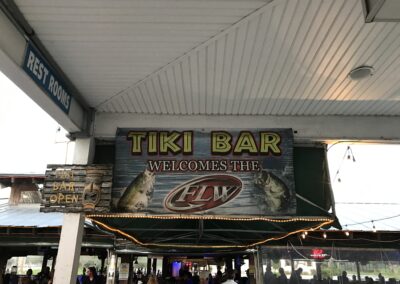 REST ROOMS
TIKI BAR
WELCOMES THE
FLW
BAR
OPEN